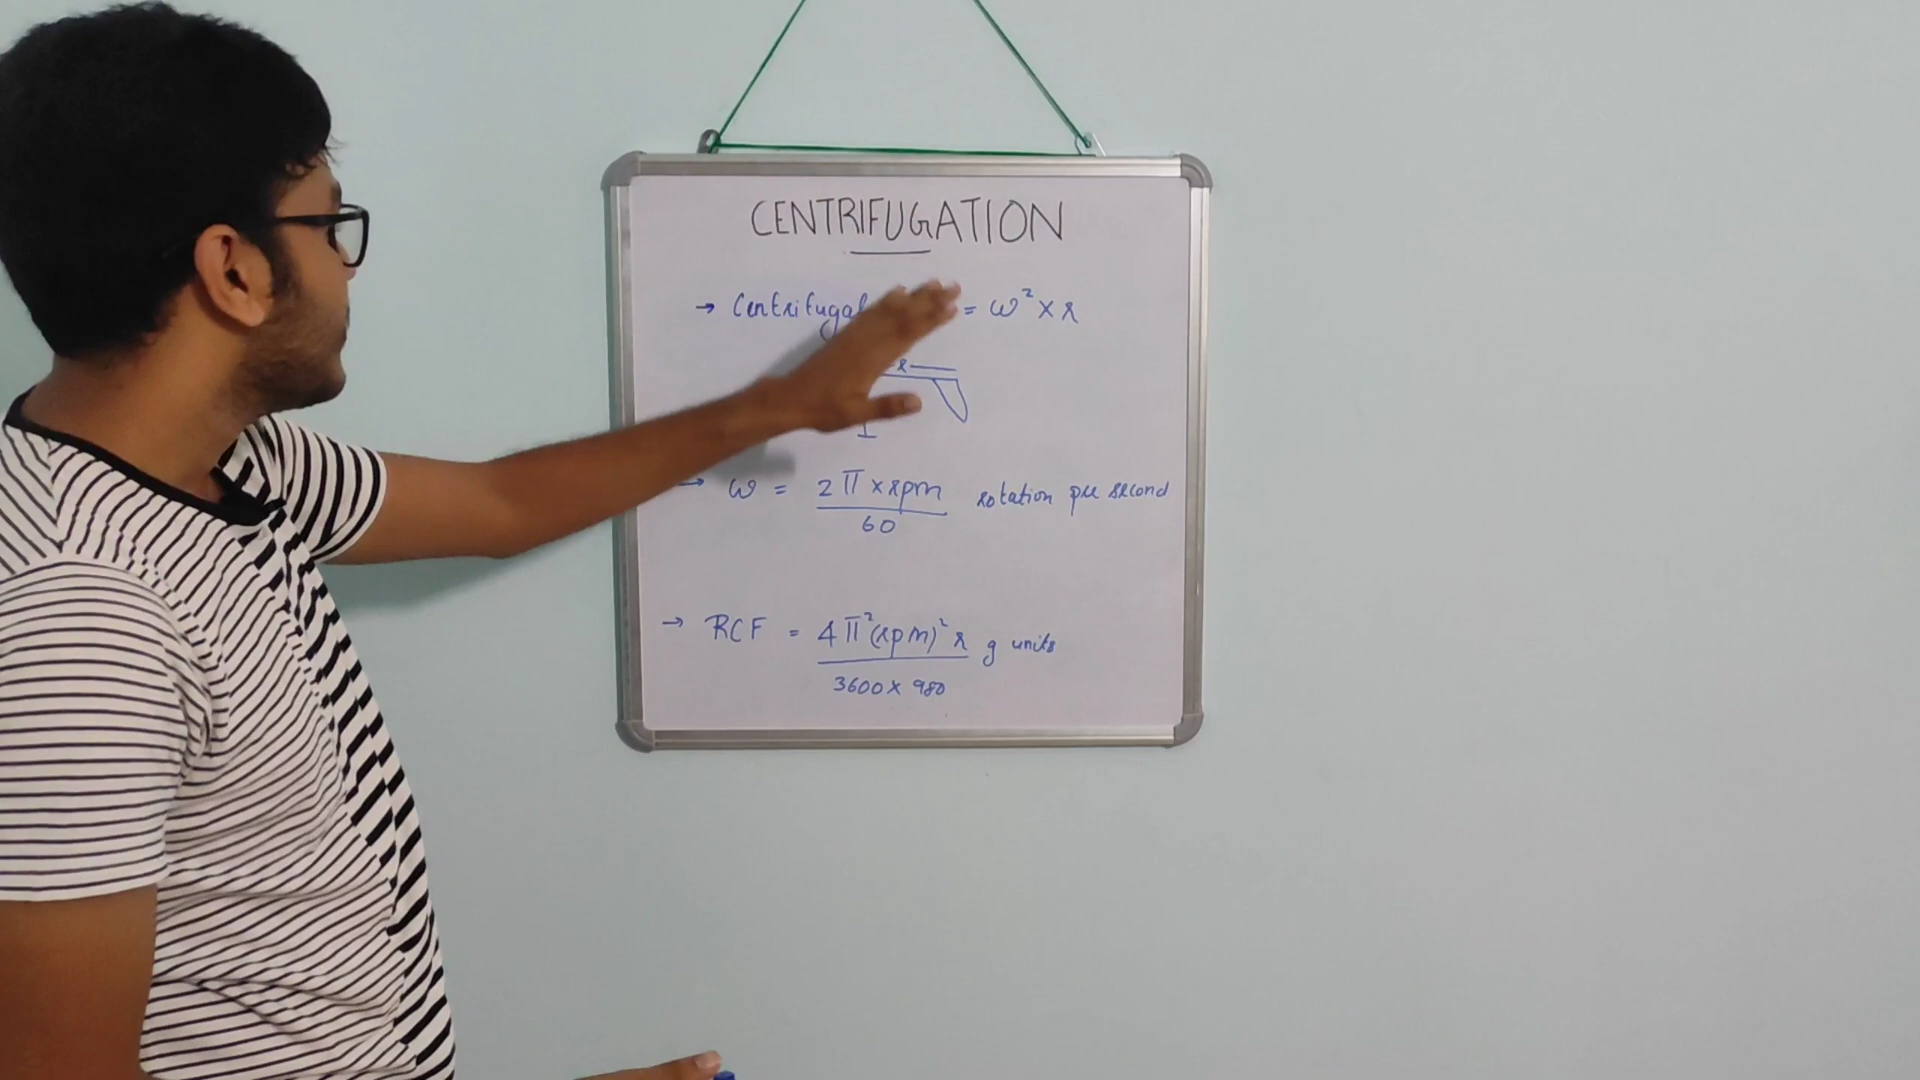 CENTRIFUGATION
→ Centrifugal = ω² × r
r
→ ω = 2π × rpm / 60 rotation per second
→ RCF = 4π²(rpm)² r / 3600 × 980 g units